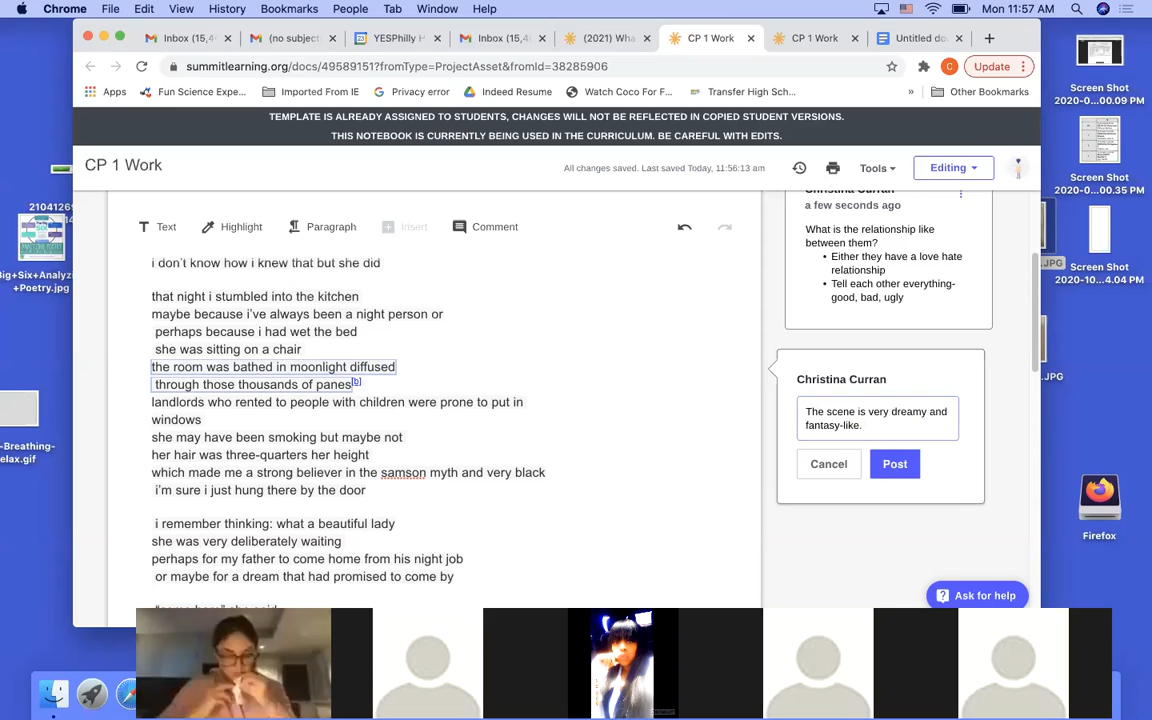 Chrome File Edit View History Bookmarks People Tab Window Help Mon 11:57 AM
Inbox (15,4 (no subject YESPhilly H Inbox (15,4 (2021) Wha CP 1 Work CP 1 Work Untitled do
summitlearning.org/docs/49589151?fromType=ProjectAsset&fromId=38285906 C Update
Apps Fun Science Expe... Imported From IE Privacy error Indeed Resume Watch Coco For F... Transfer High Sc... » Other Bookmarks
TEMPLATE IS ALREADY ASSIGNED TO STUDENTS, CHANGES WILL NOT BE REFLECTED IN COPIED STUDENT VERSIONS.
THIS NOTEBOOK IS CURRENTLY BEING USED IN THE CURRICULUM. BE CAREFUL WITH EDITS.
CP 1 Work All changes saved. Last saved Today, 11:56:13 am Tools Editing
Text Highlight Paragraph Insert Comment
i don't know how i knew that but she did
that night i stumbled into the kitchen
maybe because i've always been a night person or
perhaps because i had wet the bed
she was sitting on a chair
the room was bathed in moonlight diffused
through those thousands of panes[b]
landlords who rented to people with children were prone to put in
windows
she may have been smoking but maybe not
her hair was three-quarters her height
which made me a strong believer in the samson myth and very black
i'm sure i just hung there by the door
i remember thinking: what a beautiful lady
she was very deliberately waiting
perhaps for my father to come home from his night job
or maybe for a dream that had promised to come by
"come here" she said
Christina Curran
a few seconds ago
What is the relationship like
between them?
• Either they have a love hate
relationship
• Tell each other everything-
good, bad, ugly
Christina Curran
The scene is very dreamy and
fantasy-like.
Cancel Post
Ask for help
21041269
Big+Six+Analyzi
+Poetry.jpg
-Breathing-
elax.gif
Screen Shot
2020-0...00.09 PM
Screen Shot
2020-0...00.35 PM
.JPG
Screen Shot
2020-10...4.04 PM
.JPG
Firefox